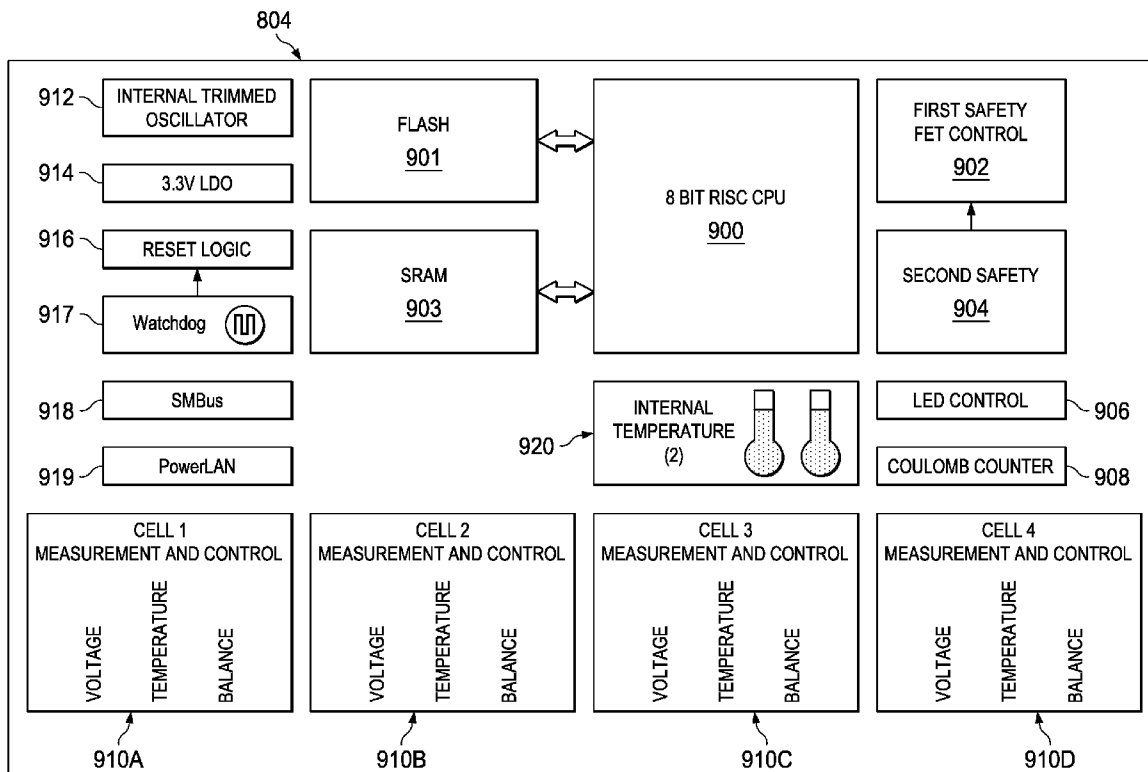 804
912
INTERNAL TRIMMED
OSCILLATOR
914
3.3V LDO
916
RESET LOGIC
917
Watchdog
918
SMBus
919
PowerLAN
FLASH
901
SRAM
903
8 BIT RISC CPU
900
FIRST SAFETY
FET CONTROL
902
SECOND SAFETY
904
920
INTERNAL
TEMPERATURE
(2)
LED CONTROL
906
COULOMB COUNTER
908
CELL 1
MEASUREMENT AND CONTROL
VOLTAGE
TEMPERATURE
BALANCE
910A
CELL 2
MEASUREMENT AND CONTROL
VOLTAGE
TEMPERATURE
BALANCE
910B
CELL 3
MEASUREMENT AND CONTROL
VOLTAGE
TEMPERATURE
BALANCE
910C
CELL 4
MEASUREMENT AND CONTROL
VOLTAGE
TEMPERATURE
BALANCE
910D